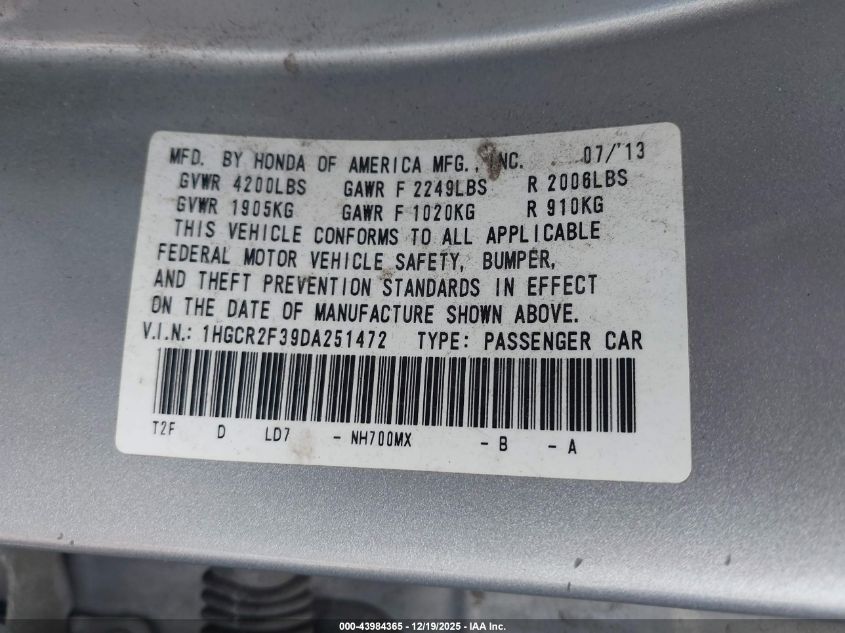 MFD. BY HONDA OF AMERICA MFG., INC. 07/'13
GVWR 4200LBS GAWR F 2249LBS R 2006LBS
GVWR 1905KG GAWR F 1020KG R 910KG
THIS VEHICLE CONFORMS TO ALL APPLICABLE
FEDERAL MOTOR VEHICLE SAFETY, BUMPER,
AND THEFT PREVENTION STANDARDS IN EFFECT
ON THE DATE OF MANUFACTURE SHOWN ABOVE.
V.I.N.: 1HGCR2F39DA251472 TYPE: PASSENGER CAR
T2F D LD7 - NH700MX - B - A
000-43984365 - 12/19/2025 - IAA Inc.